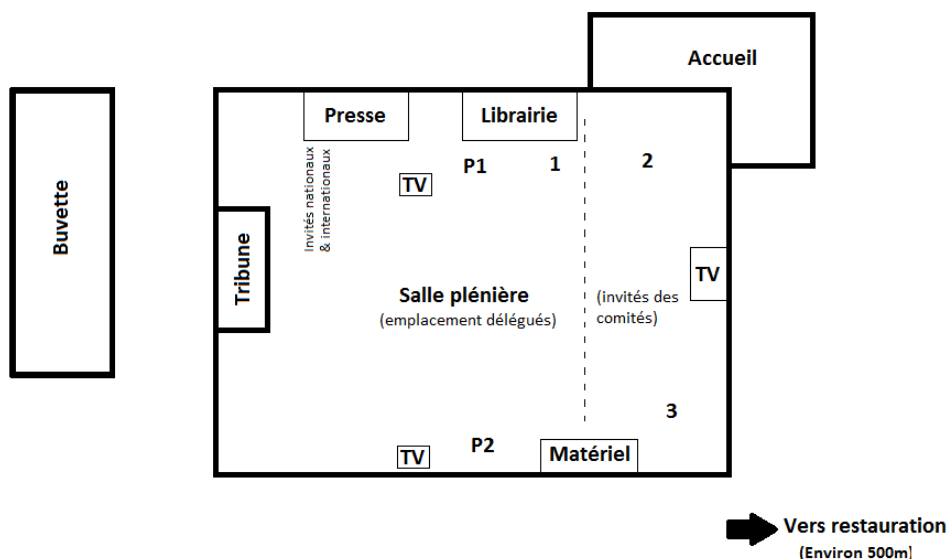 Accueil
Presse
Librairie
Invités nationaux
& internationaux
P1
1
2
TV
Buvette
Tribune
Salle plénière
(emplacement délégués)
(invités des
comités)
TV
3
P2
TV
Matériel
Vers restauration
(Environ 500m)